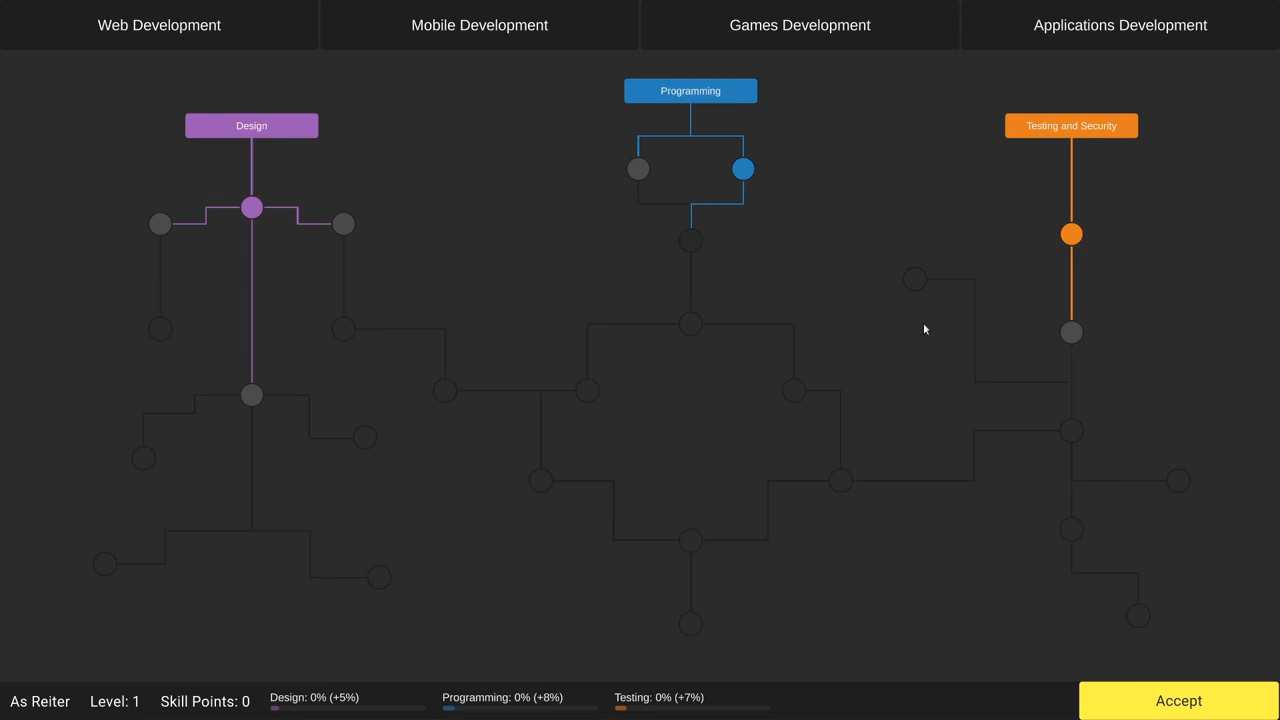 Web Development
Mobile Development
Games Development
Applications Development
Programming
Design
Testing and Security
As Reiter
Level: 1
Skill Points: 0
Design: 0% (+5%)
Programming: 0% (+8%)
Testing: 0% (+7%)
Accept